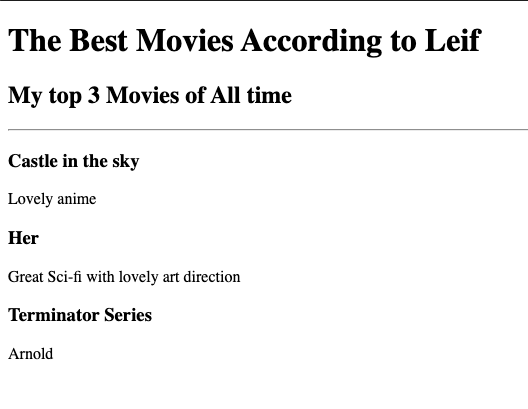 The Best Movies According to Leif
My top 3 Movies of All time
Castle in the sky
Lovely anime
Her
Great Sci-fi with lovely art direction
Terminator Series
Arnold